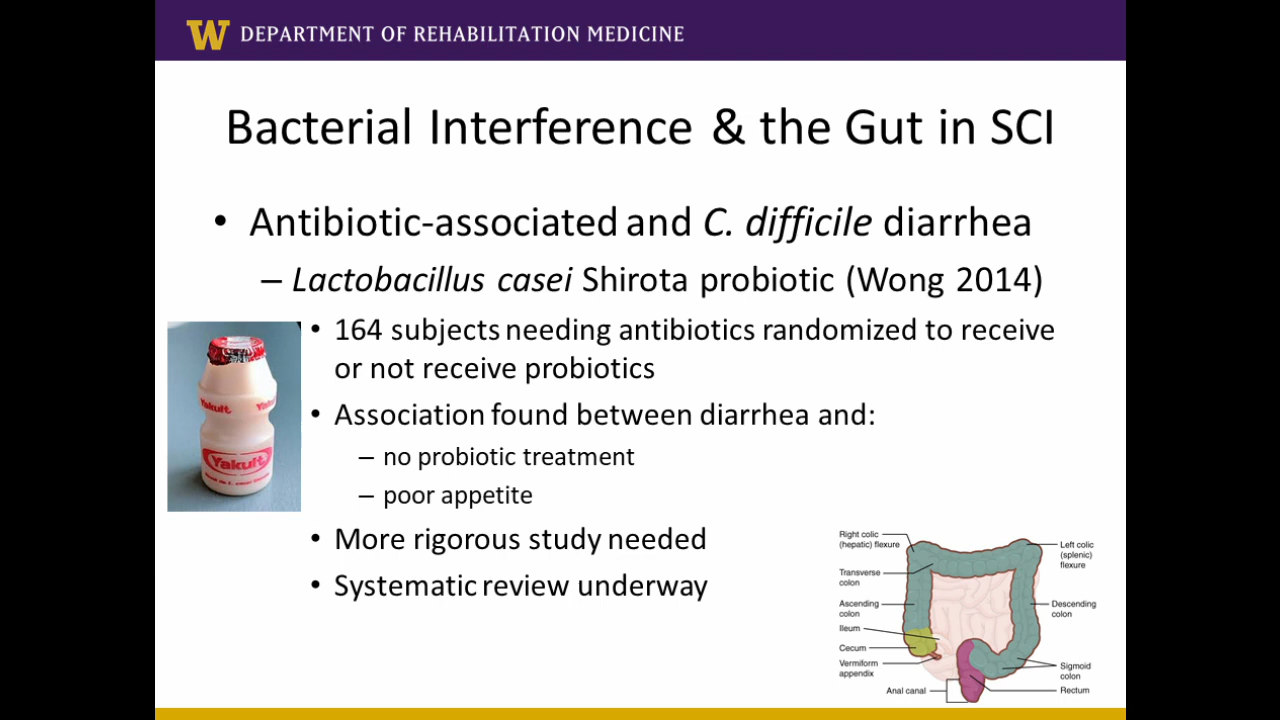 W DEPARTMENT OF REHABILITATION MEDICINE
Bacterial Interference & the Gut in SCI
• Antibiotic-associated and C. difficile diarrhea
– Lactobacillus casei Shirota probiotic (Wong 2014)
• 164 subjects needing antibiotics randomized to receive
or not receive probiotics
• Association found between diarrhea and:
– no probiotic treatment
– poor appetite
• More rigorous study needed
• Systematic review underway
Yakult
Yakult
Right colic
(hepatic) flexure
Transverse
colon
Ascending
colon
Ileum
Cecum
Vermiform
appendix
Anal canal
Left colic
(splenic)
flexure
Descending
colon
Sigmoid
colon
Rectum